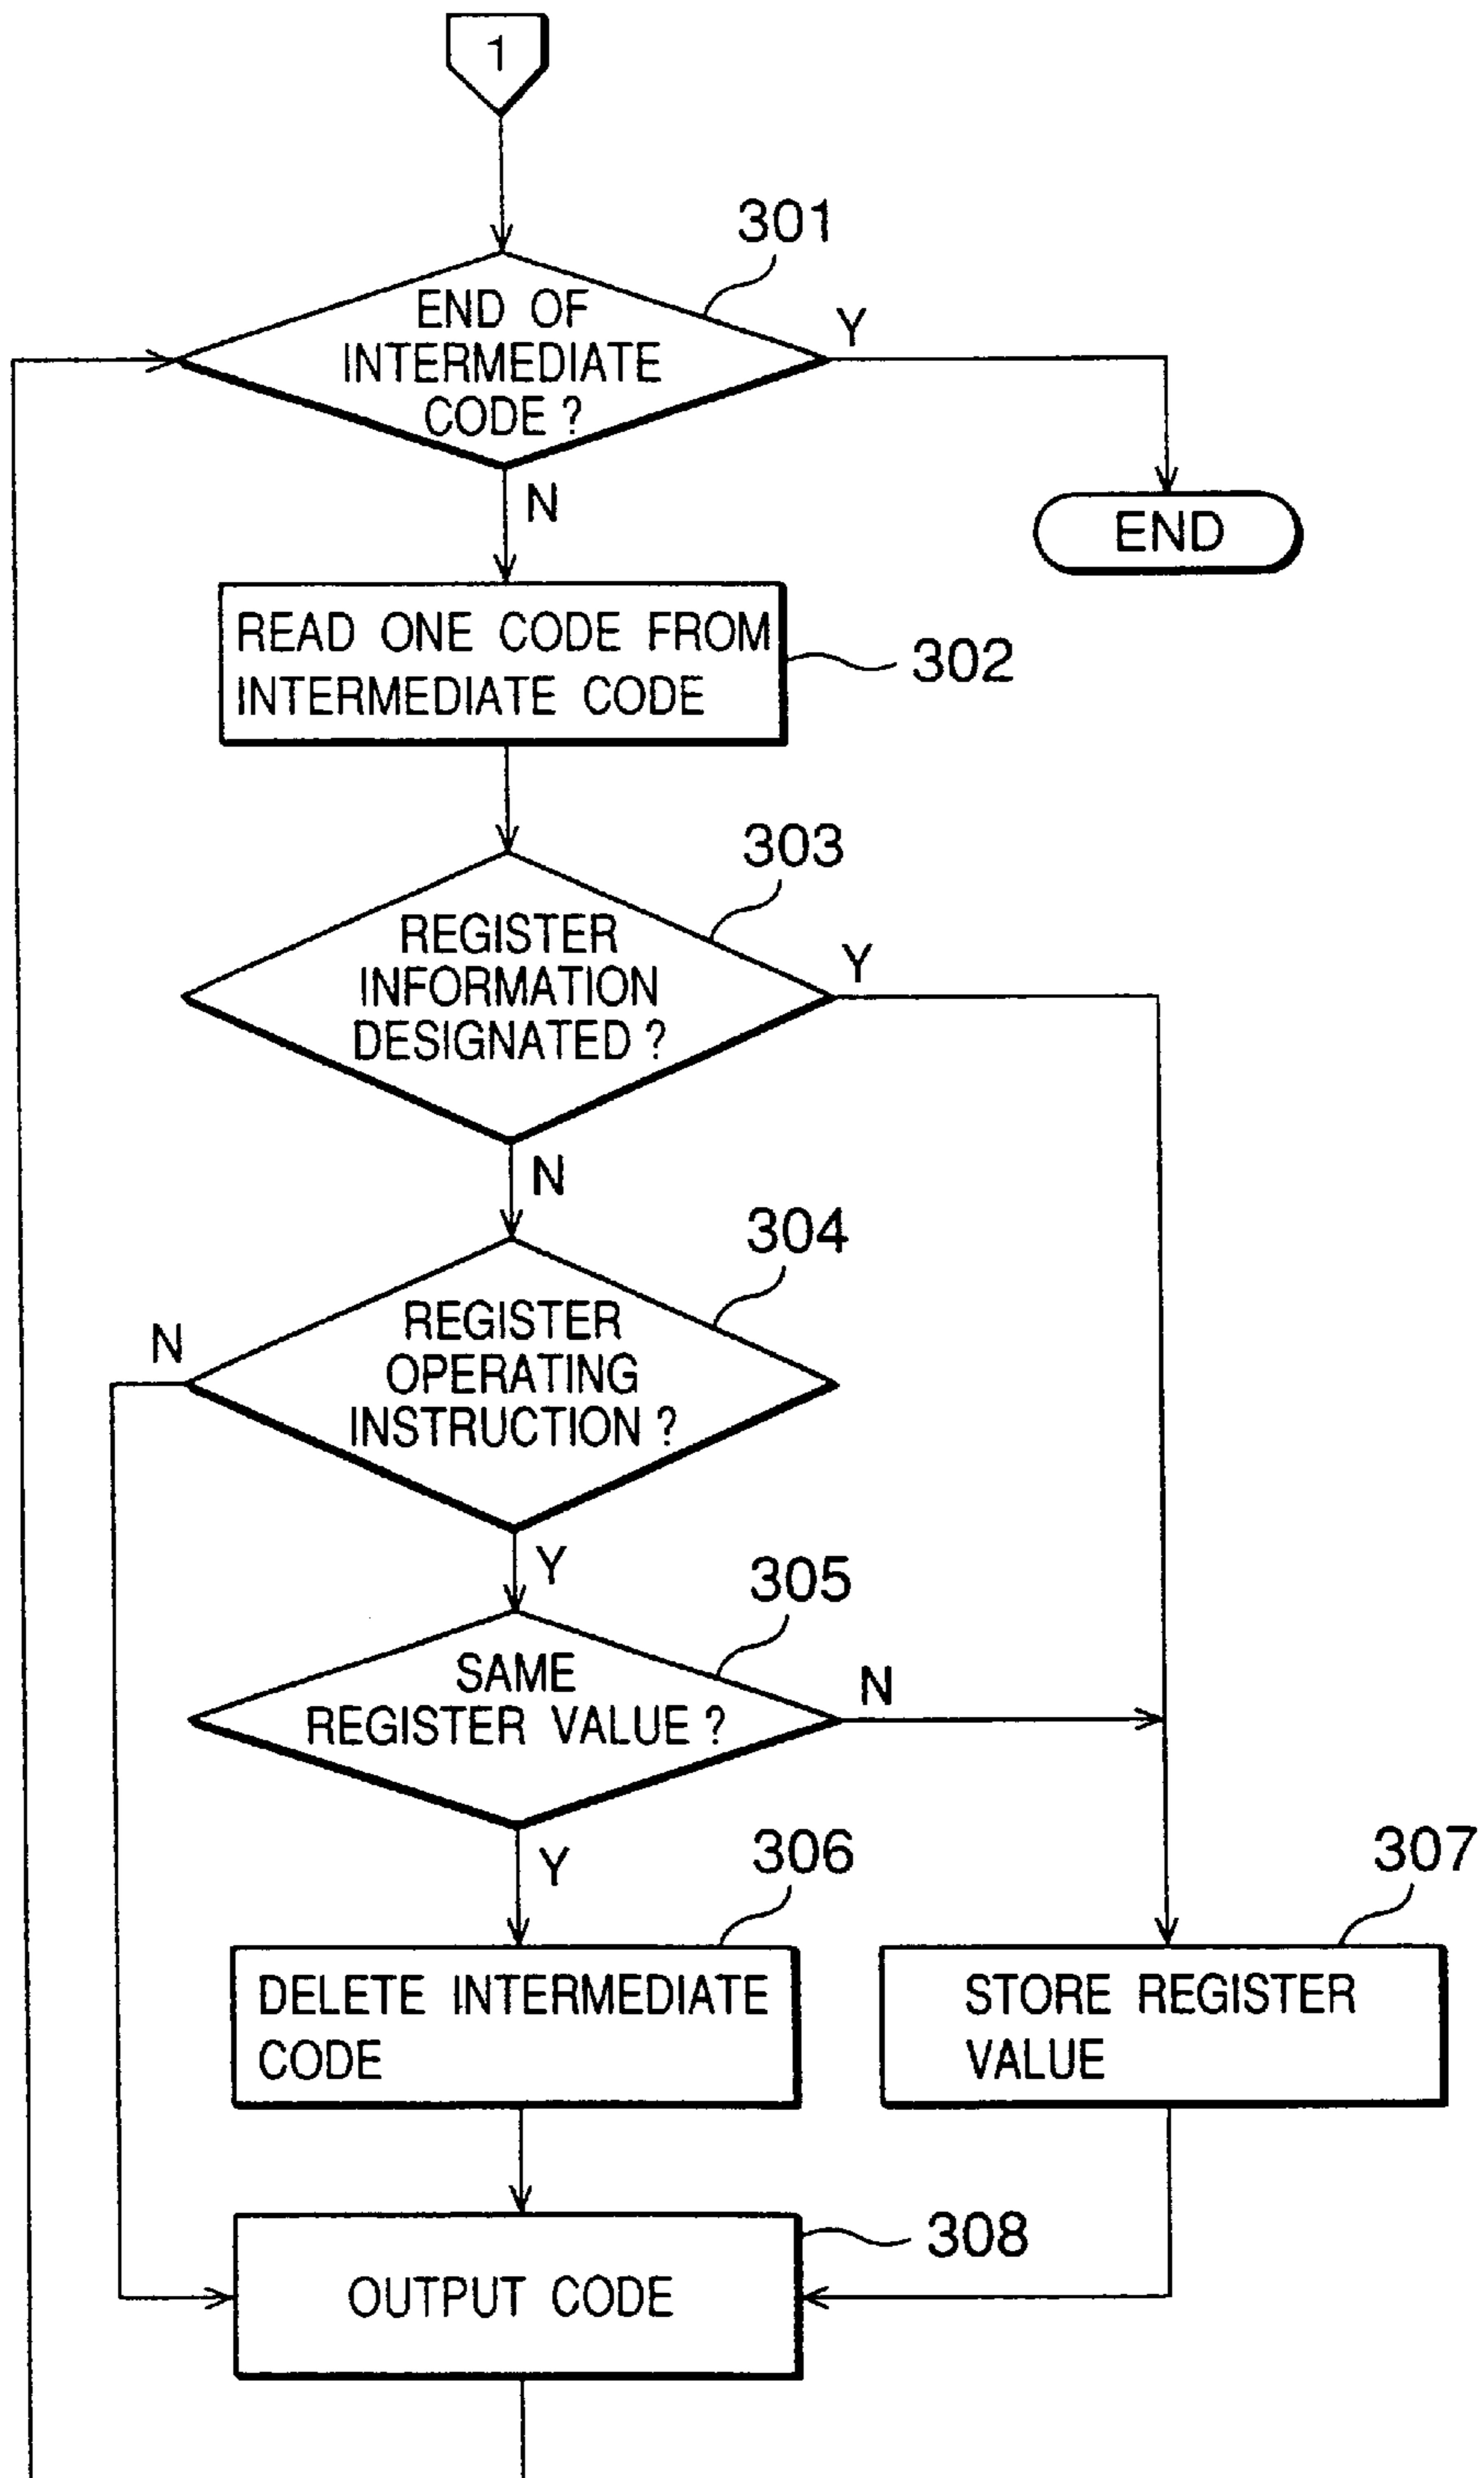 1
301
END OF
INTERMEDIATE
CODE ?
Y
N
END
READ ONE CODE FROM
INTERMEDIATE CODE
302
303
REGISTER
INFORMATION
DESIGNATED ?
Y
N
304
REGISTER
OPERATING
INSTRUCTION ?
N
Y
305
SAME
REGISTER VALUE ?
N
Y
306
307
DELETE INTERMEDIATE
CODE
STORE REGISTER
VALUE
308
OUTPUT CODE